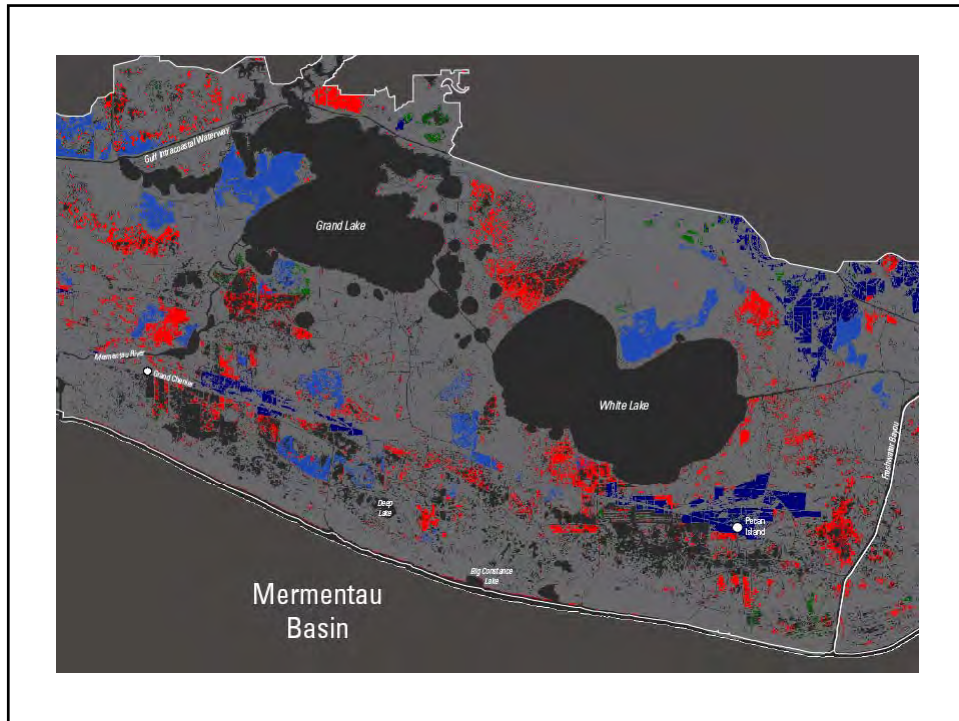 Gulf Intracoastal Waterway
Grand Lake
Mermentau River
Grand Chenier
White Lake
Freshwater Bayou
Deep
Lake
Pecan
Island
Big Constance
Lake
Mermentau
Basin